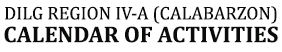 DILG REGION IV-A (CALABARZON)
CALENDAR OF ACTIVITIES